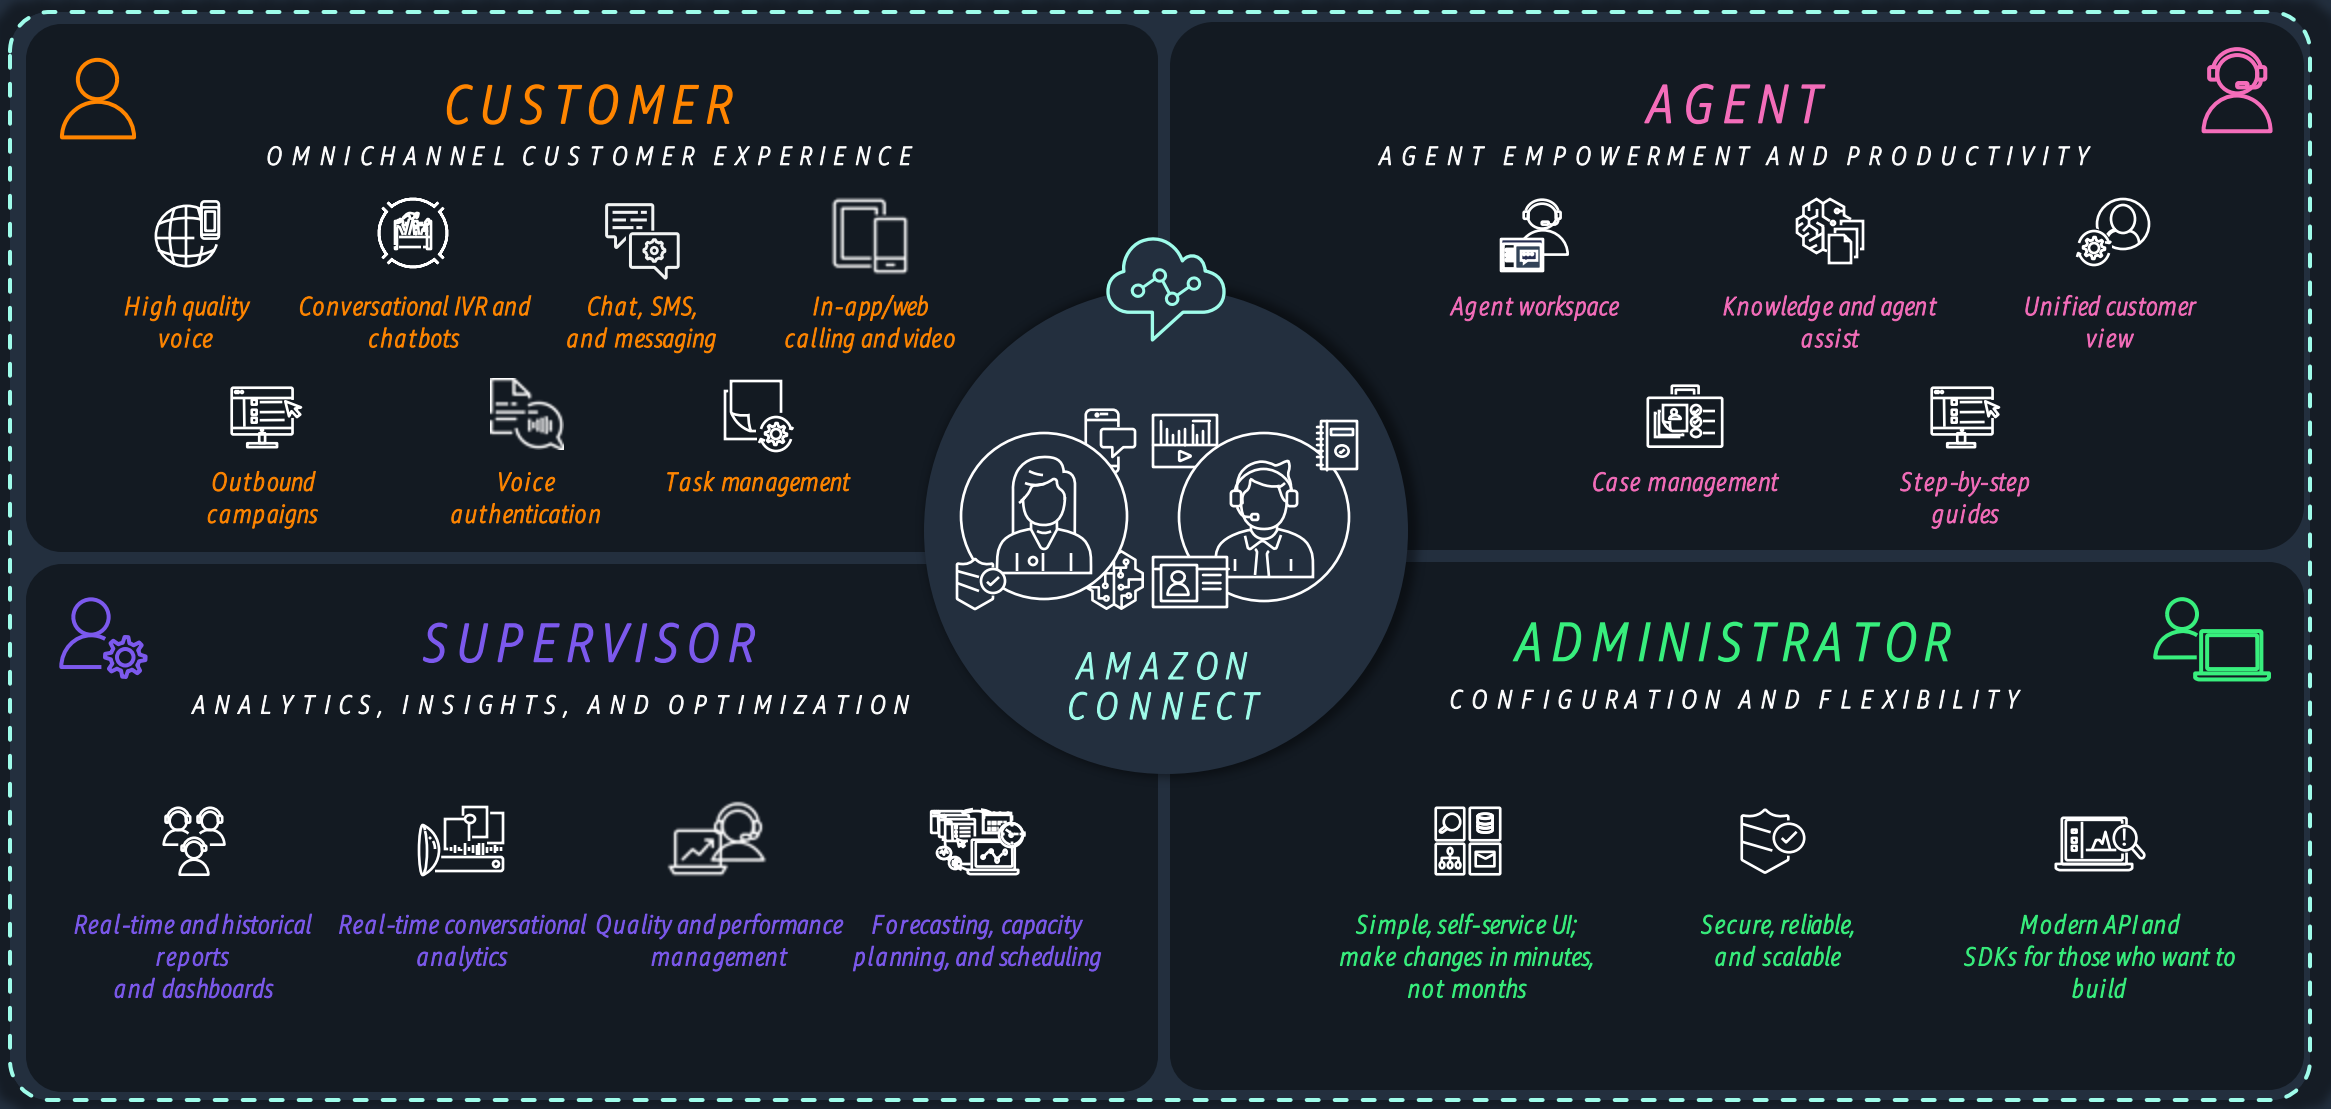 CUSTOMER
OMNICHANNEL CUSTOMER EXPERIENCE
High quality
voice
Conversational IVR and
chatbots
Chat, SMS,
and messaging
In-app/web
calling and video
Outbound
campaigns
Voice
authentication
Task management
AGENT
AGENT EMPOWERMENT AND PRODUCTIVITY
Agent workspace
Knowledge and agent
assist
Unified customer
view
Case management
Step-by-step
guides
AMAZON
CONNECT
SUPERVISOR
ANALYTICS, INSIGHTS, AND OPTIMIZATION
Real-time and historical
reports
and dashboards
Real-time conversational
analytics
Quality and performance
management
Forecasting, capacity
planning, and scheduling
ADMINISTRATOR
CONFIGURATION AND FLEXIBILITY
Simple, self-service UI;
make changes in minutes,
not months
Secure, reliable,
and scalable
Modern API and
SDKs for those who want to
build